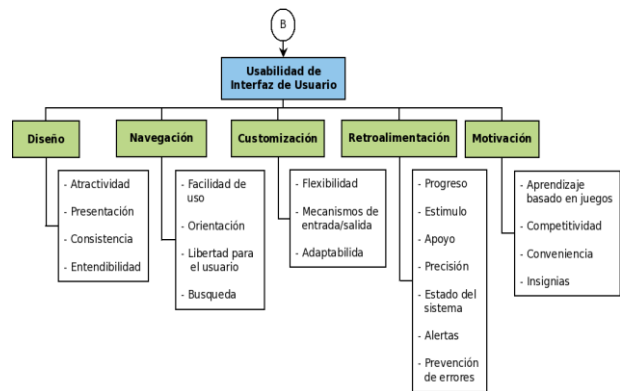 B
Usabilidad de
Interfaz de Usuario
Diseño
Navegación
Customización
Retroalimentación
Motivación
- Atractividad
- Presentación
- Consistencia
- Entendibilidad
- Facilidad de
uso
- Orientación
- Libertad para
el usuario
- Busqueda
- Flexibilidad
- Mecanismos de
entrada/salida
- Adaptabilida
- Progreso
- Estimulo
- Apoyo
- Precisión
- Estado del
sistema
- Alertas
- Prevención
de errores
- Aprendizaje
basado en juegos
- Competitividad
- Conveniencia
- Insignias